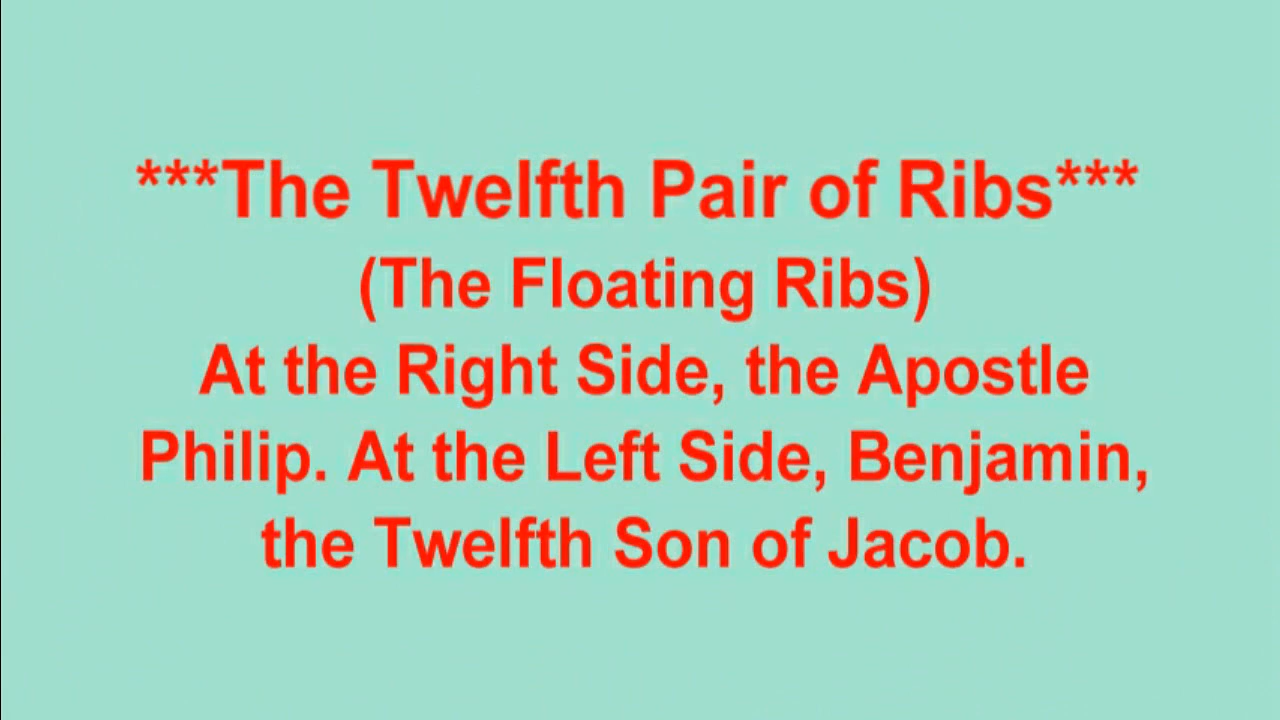 ***The Twelfth Pair of Ribs***
(The Floating Ribs)
At the Right Side, the Apostle
Philip. At the Left Side, Benjamin,
the Twelfth Son of Jacob.